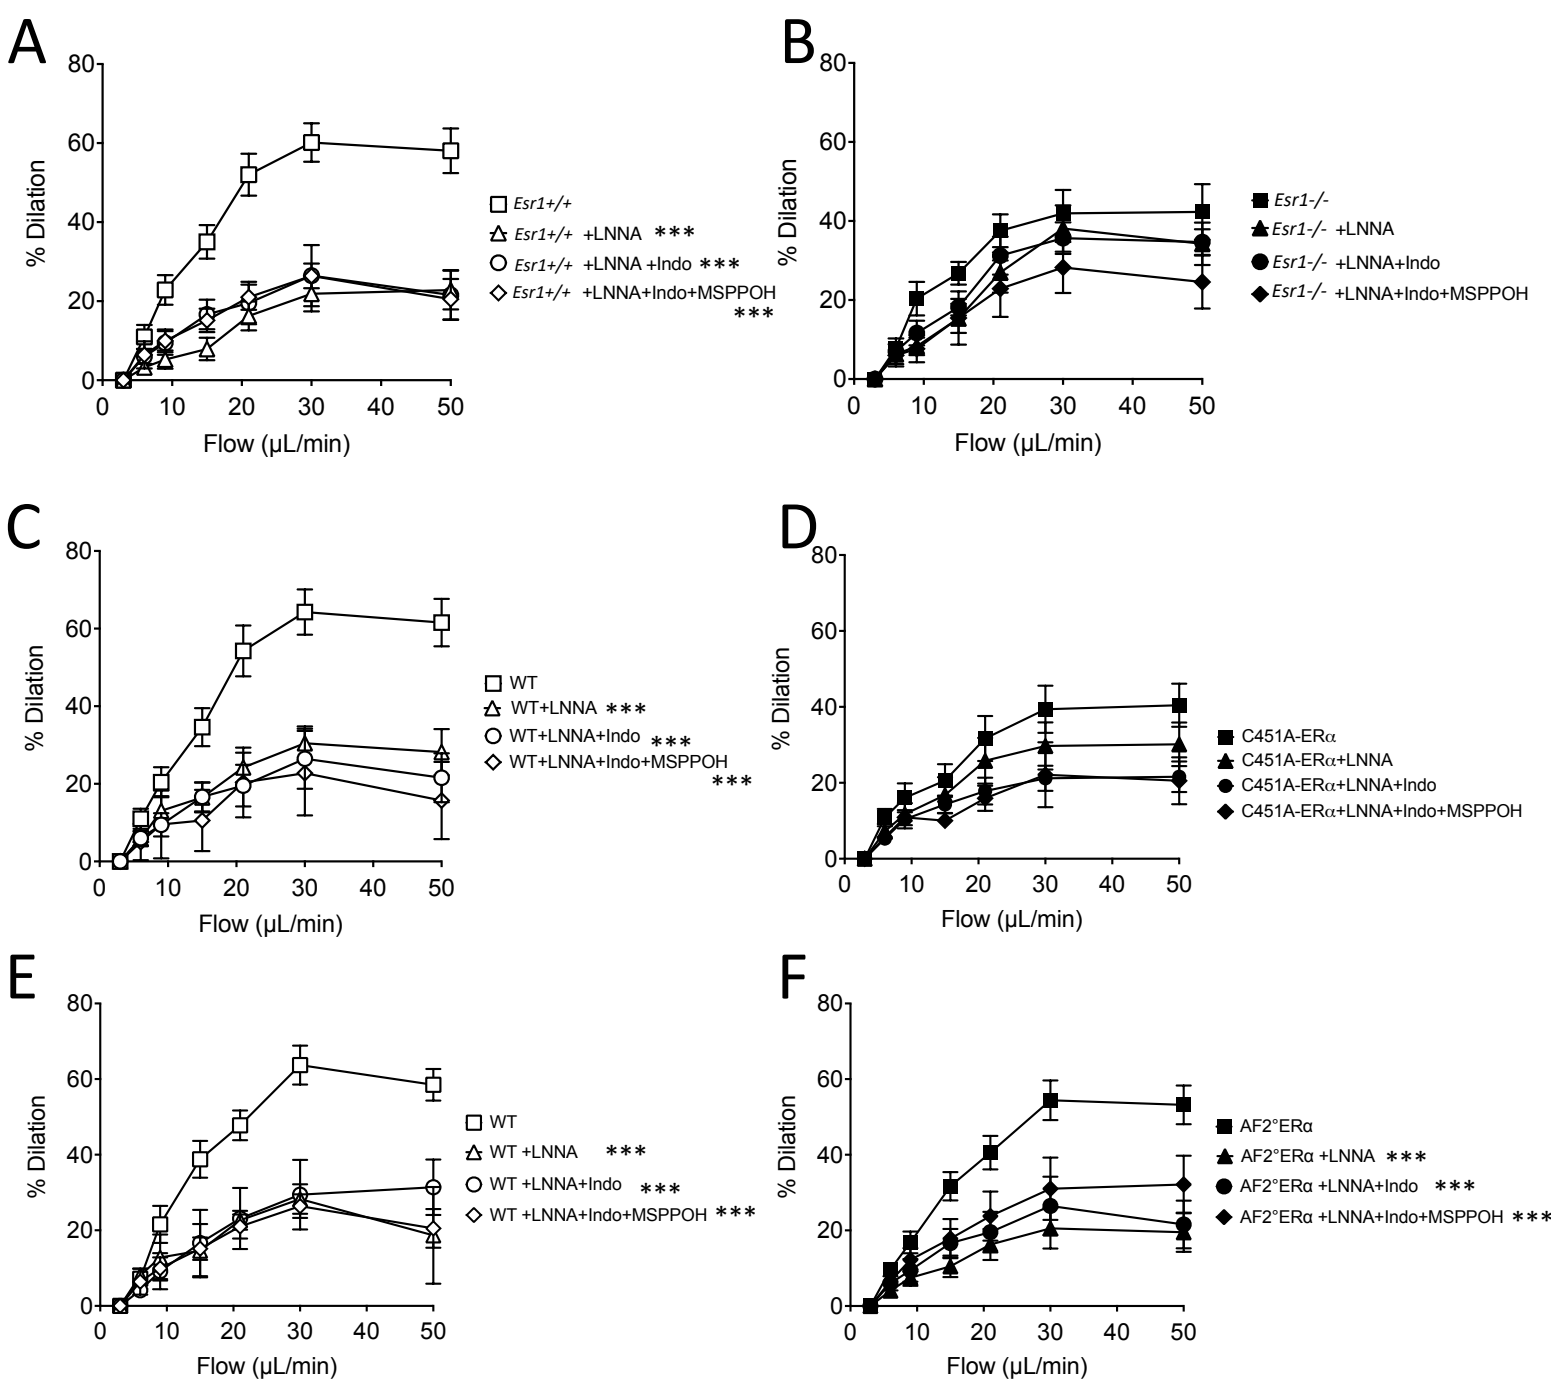 A
% Dilation
80
60
40
20
0
0 10 20 30 40 50
Flow (µL/min)
Esr1+/+
Esr1+/+ +LNNA ***
Esr1+/+ +LNNA +Indo ***
Esr1+/+ +LNNA+Indo+MSPPOH
***
B
% Dilation
80
60
40
20
0
0 10 20 30 40 50
Flow (µL/min)
Esr1-/-
Esr1-/- +LNNA
Esr1-/- +LNNA+Indo
Esr1-/- +LNNA+Indo+MSPPOH
C
% Dilation
80
60
40
20
0
0 10 20 30 40 50
Flow (µL/min)
WT
WT+LNNA ***
WT+LNNA+Indo ***
WT+LNNA+Indo+MSPPOH
***
D
% Dilation
80
60
40
20
0
0 10 20 30 40 50
Flow (µL/min)
C451A-ERα
C451A-ERα+LNNA
C451A-ERα+LNNA+Indo
C451A-ERα+LNNA+Indo+MSPPOH
E
% Dilation
80
60
40
20
0
0 10 20 30 40 50
Flow (µL/min)
WT
WT +LNNA ***
WT +LNNA+Indo ***
WT +LNNA+Indo+MSPPOH ***
F
% Dilation
80
60
40
20
0
0 10 20 30 40 50
Flow (µL/min)
AF2°ERα
AF2°ERα +LNNA ***
AF2°ERα +LNNA+Indo ***
AF2°ERα +LNNA+Indo+MSPPOH ***